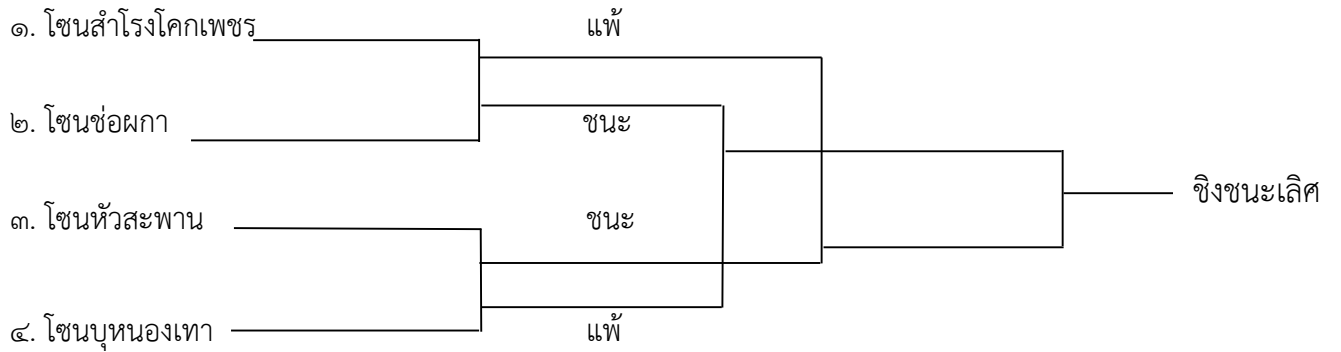 ๑. โซนสำโรงโคกเพชร
แพ้
๒. โซนช่อผกา
ชนะ
ชิงชนะเลิศ
๓. โซนหัวสะพาน
ชนะ
๔. โซนบุหนองเทา
แพ้